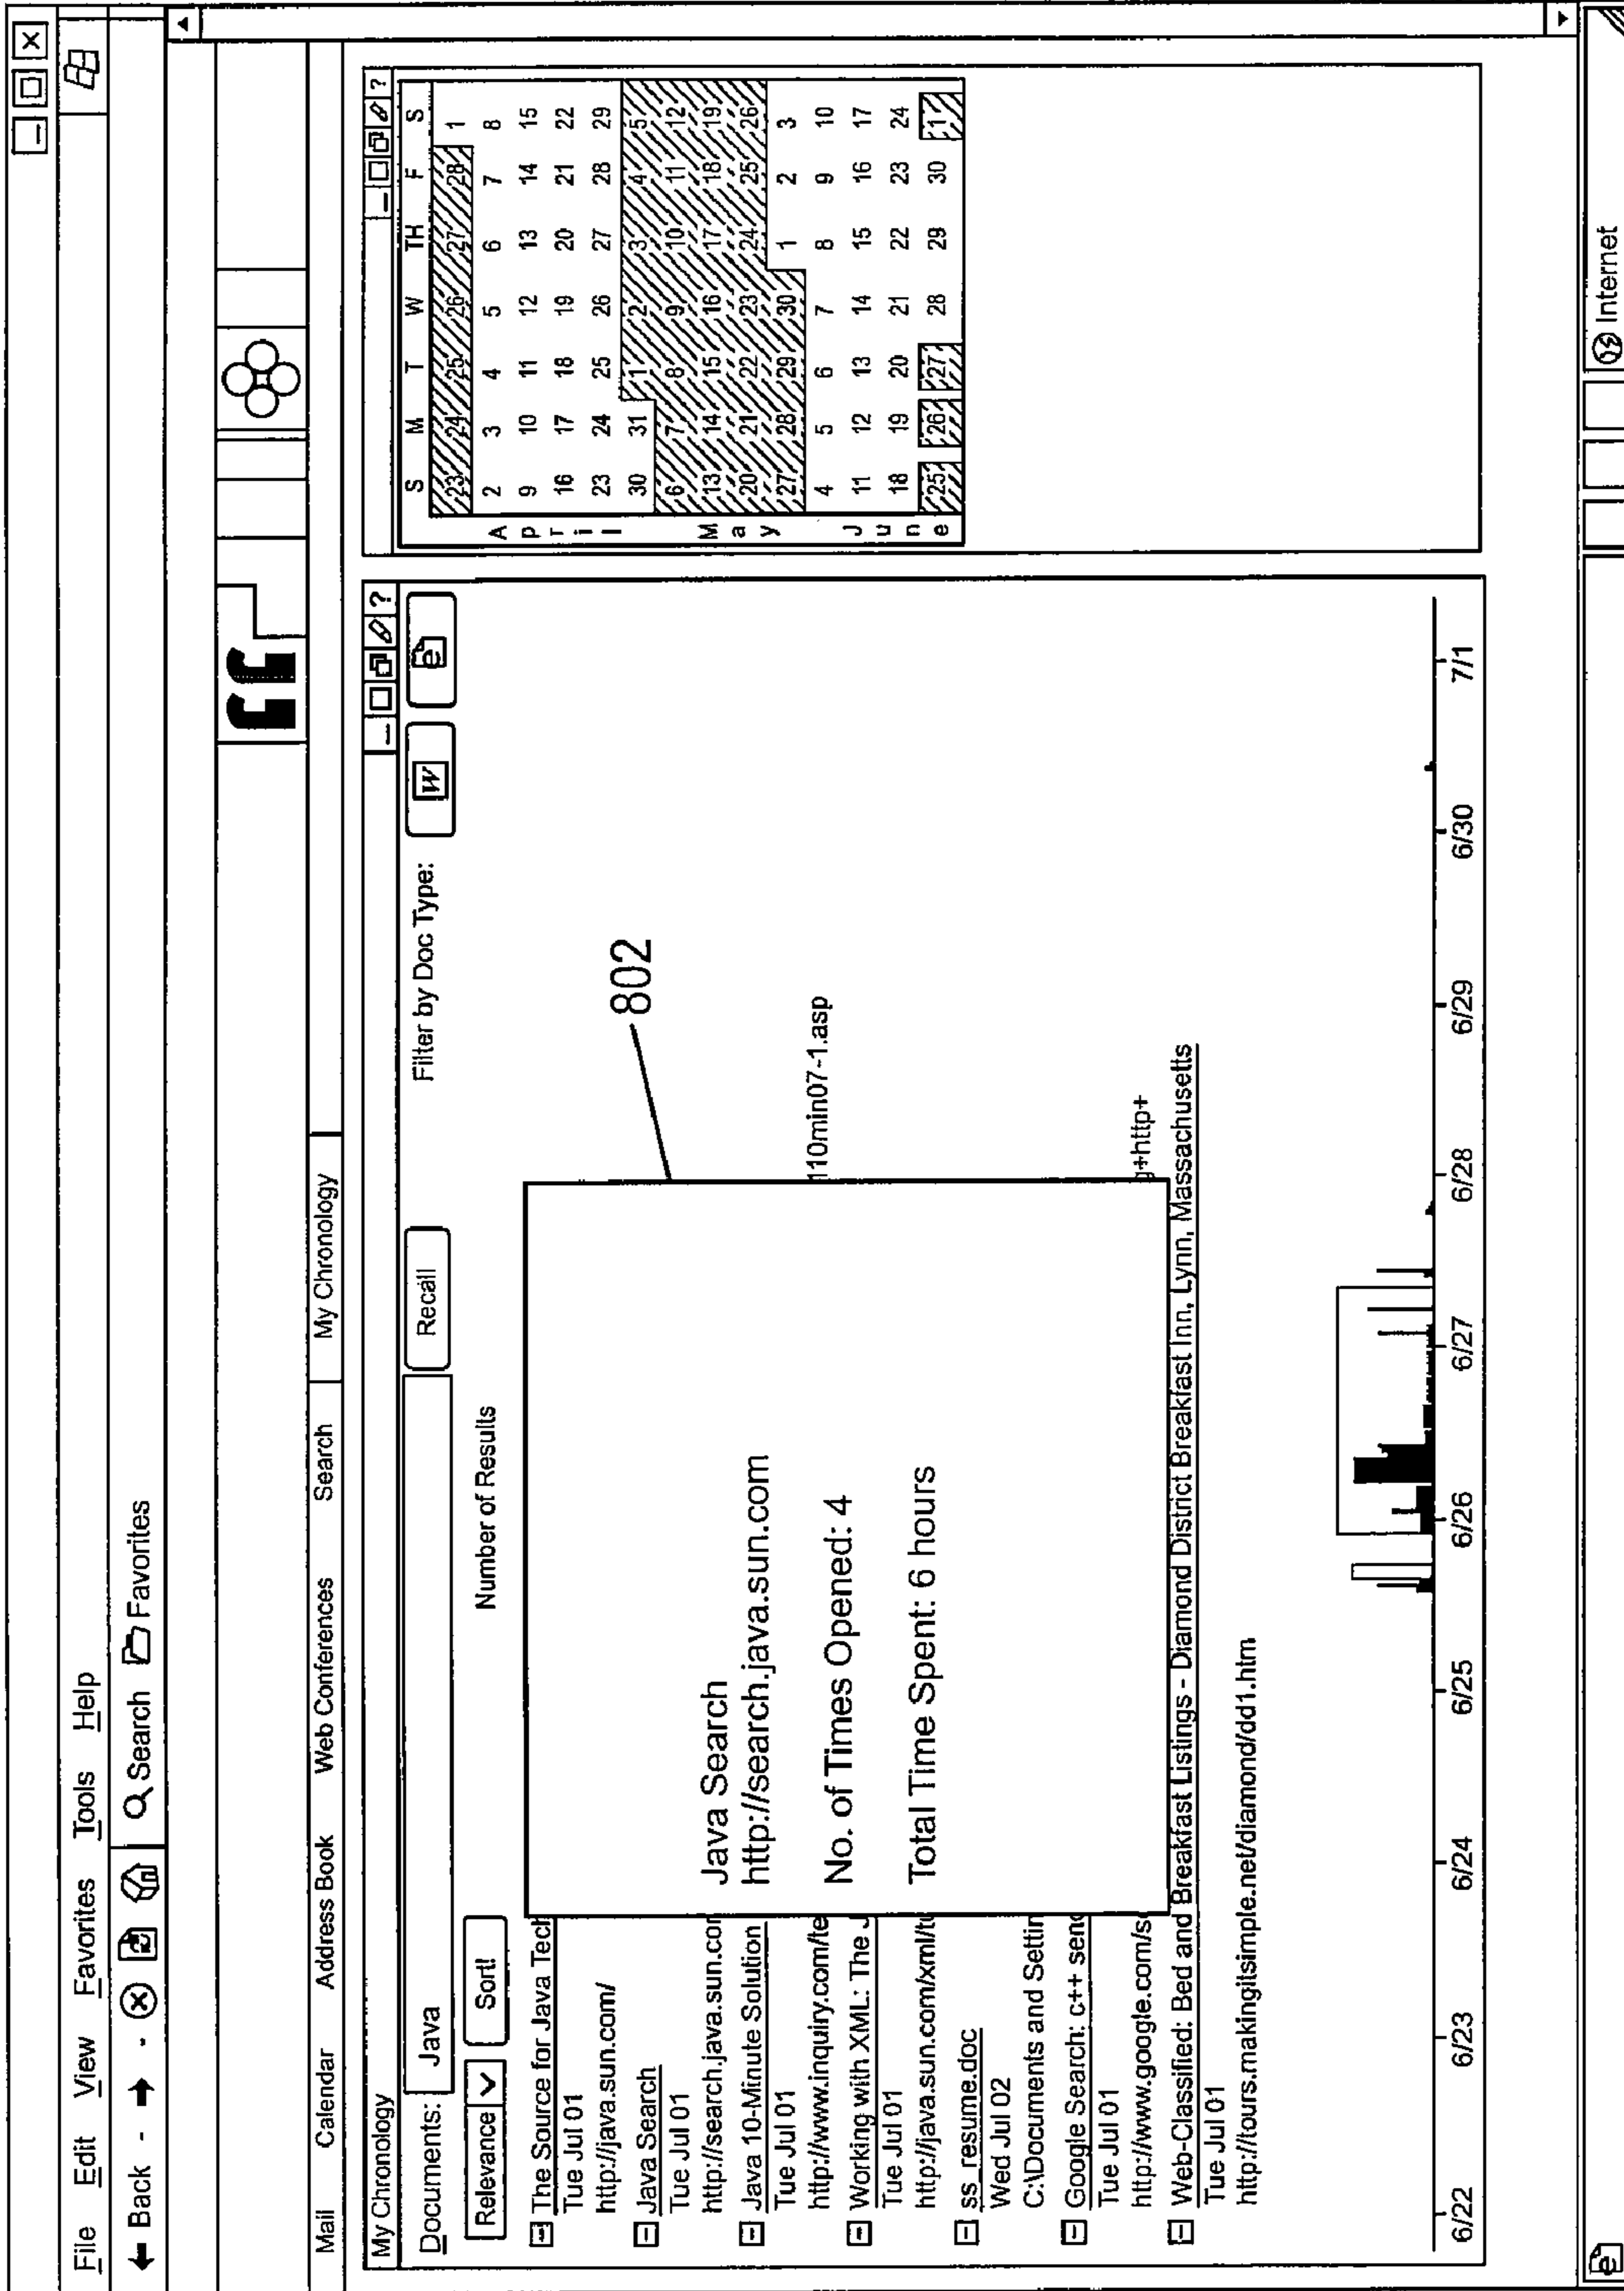 File Edit View Favorites Tools Help
Back Search Favorites
Mail Calendar Address Book Web Conferences Search My Chronology
My Chronology
Documents: Java Recall Filter by Doc Type: W e
Relevance Sort! Number of Results
The Source for Java Tech
Tue Jul 01
http://java.sun.com/
Java Search
Tue Jul 01
http://search.java.sun.cor
Java 10-Minute Solution
Tue Jul 01
http://www.inquiry.com/te 110min07-1.asp
Working with XML: The J
Tue Jul 01
http://java.sun.com/xml/tu
ss_resume.doc
Wed Jul 02
C:\Documents and Settin
Google Search: c++ send
Tue Jul 01
http://www.google.com/se g+http+
Web-Classified: Bed and Breakfast Listings - Diamond District Breakfast Inn, Lynn, Massachusetts
Tue Jul 01
http://tours.makingitsimple.net/diamond/dd1.htm
802
Java Search
http://search.java.sun.com
No. of Times Opened: 4
Total Time Spent: 6 hours
6/22 6/23 6/24 6/25 6/26 6/27 6/28 6/29 6/30 7/1
S M T W TH F S
23 24 25 26 27 28 1
2 3 4 5 6 7 8
9 10 11 12 13 14 15
16 17 18 19 20 21 22
23 24 25 26 27 28 29
30 31 1 2 3 4 5
6 7 8 9 10 11 12
13 14 15 16 17 18 19
20 21 22 23 24 25 26
27 28 29 30 1 2 3
4 5 6 7 8 9 10
11 12 13 14 15 16 17
18 19 20 21 22 23 24
25 26 27 28 29 30 17
April
May
June
Internet